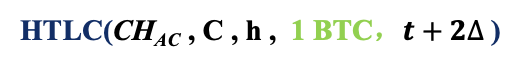 HTLC(CH_AC , C , h , 1 BTC, t + 2Δ )